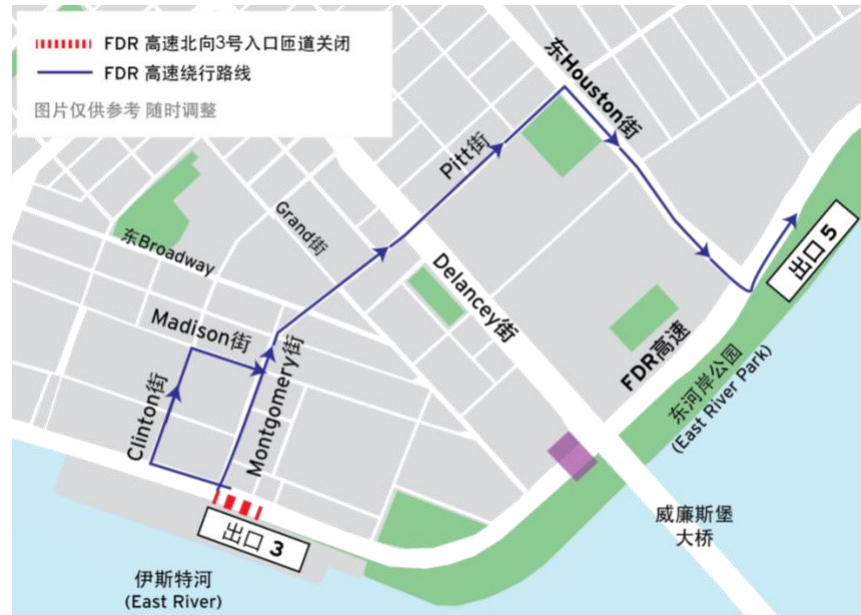 FDR 高速北向3号入口匝道关闭
FDR 高速绕行路线
图片仅供参考 随时调整
东Houston街
Pitt街
Grand街
东Broadway
Delancey街
Madison街
Montgomery街
Clinton街
FDR高速
出口 5
东河岸公园
(East River Park)
威廉斯堡
大桥
出口 3
伊斯特河
(East River)